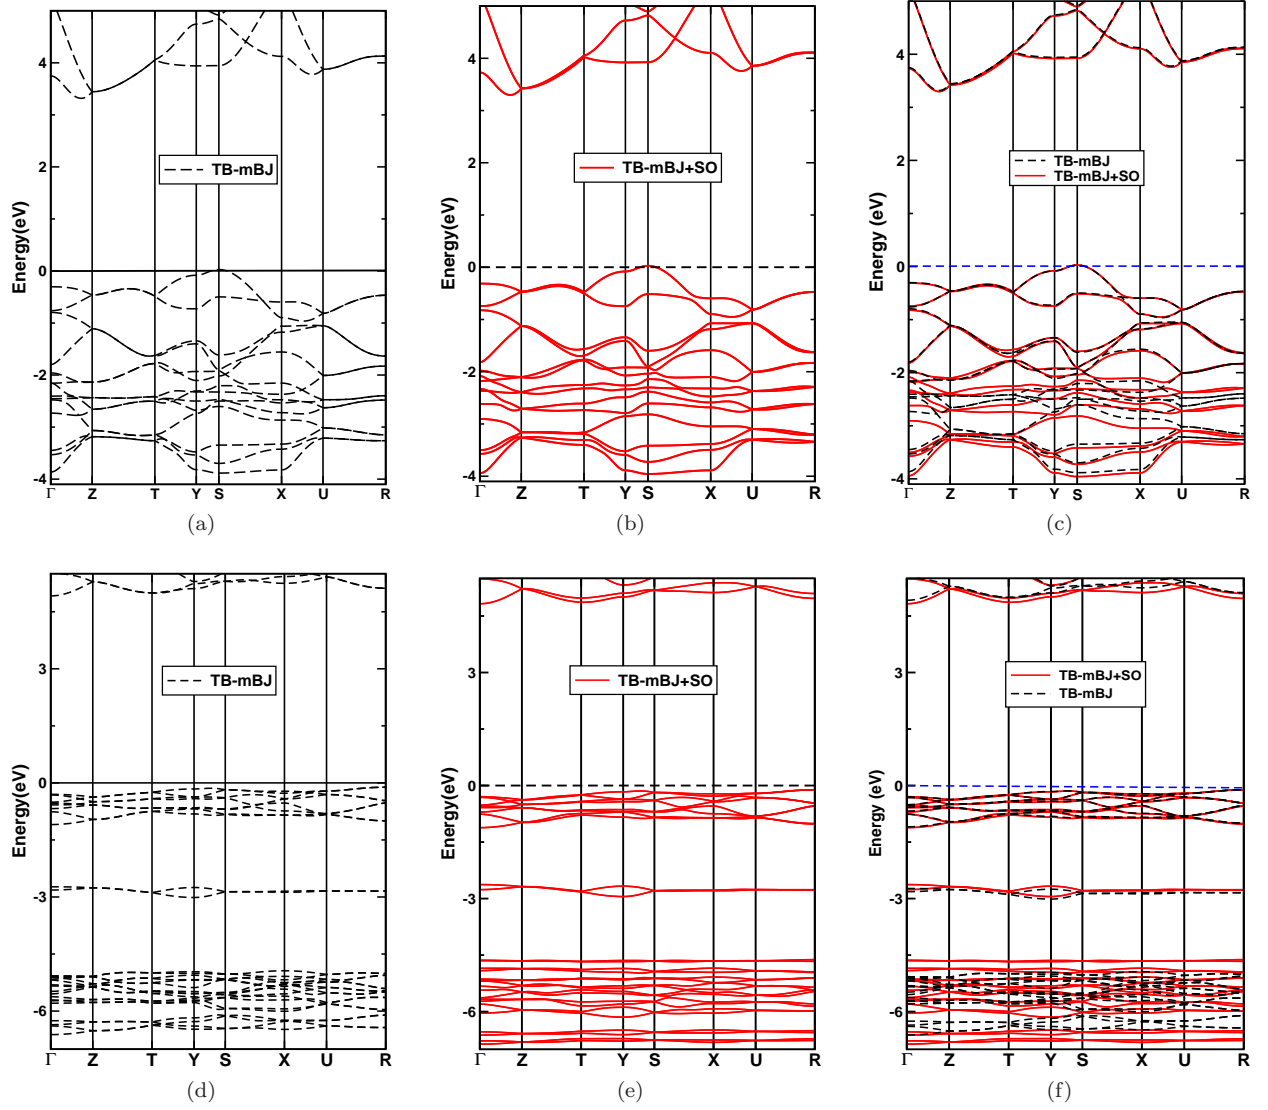 4
2
0
-2
-4
Energy(eV)
TB-mBJ
Γ Z T Y S X U R
(a)
4
2
0
-2
-4
Energy(eV)
TB-mBJ+SO
Γ Z T Y S X U R
(b)
4
2
0
-2
-4
Energy (eV)
TB-mBJ
TB-mBJ+SO
Γ Z T Y S X U R
(c)
3
0
-3
-6
Energy(eV)
TB-mBJ
Γ Z T Y S X U R
(d)
3
0
-3
-6
Energy(eV)
TB-mBJ+SO
Γ Z T Y S X U R
(e)
3
0
-3
-6
Energy (eV)
TB-mBJ+SO
TB-mBJ
Γ Z T Y S X U R
(f)